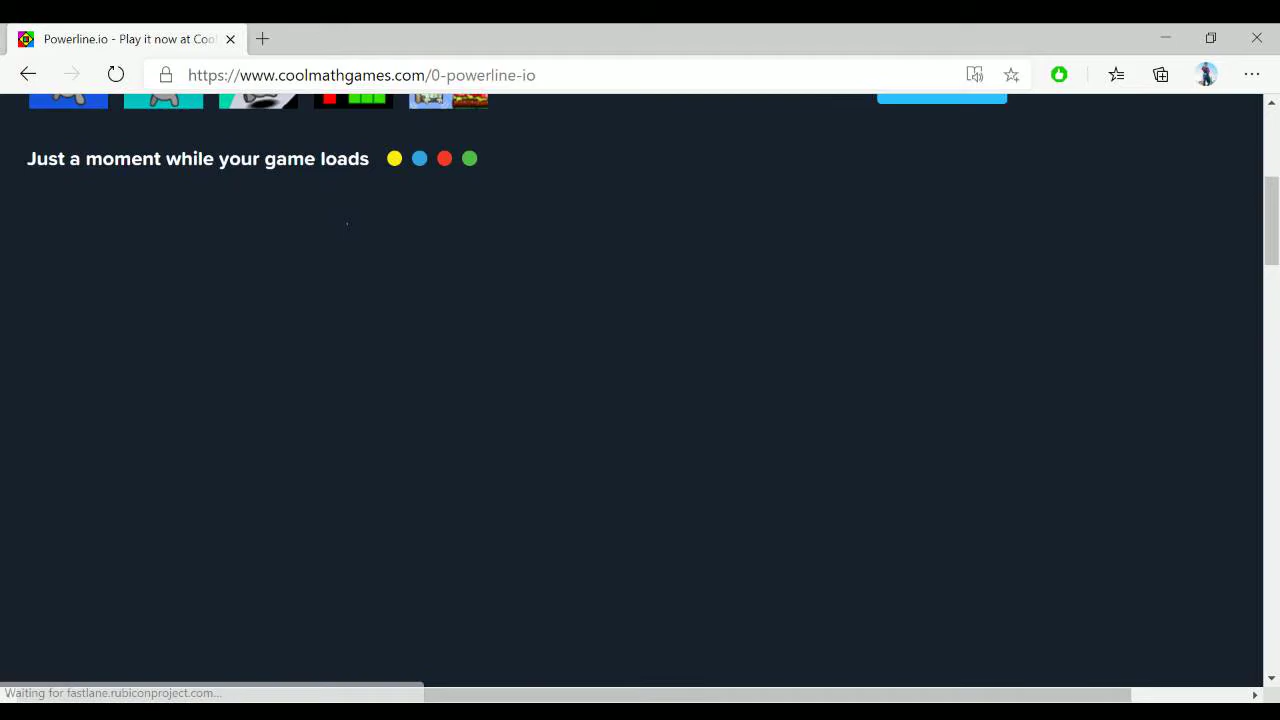 Powerline.io - Play it now at Cool
https://www.coolmathgames.com/0-powerline-io
Just a moment while your game loads
Waiting for fastlane.rubiconproject.com...